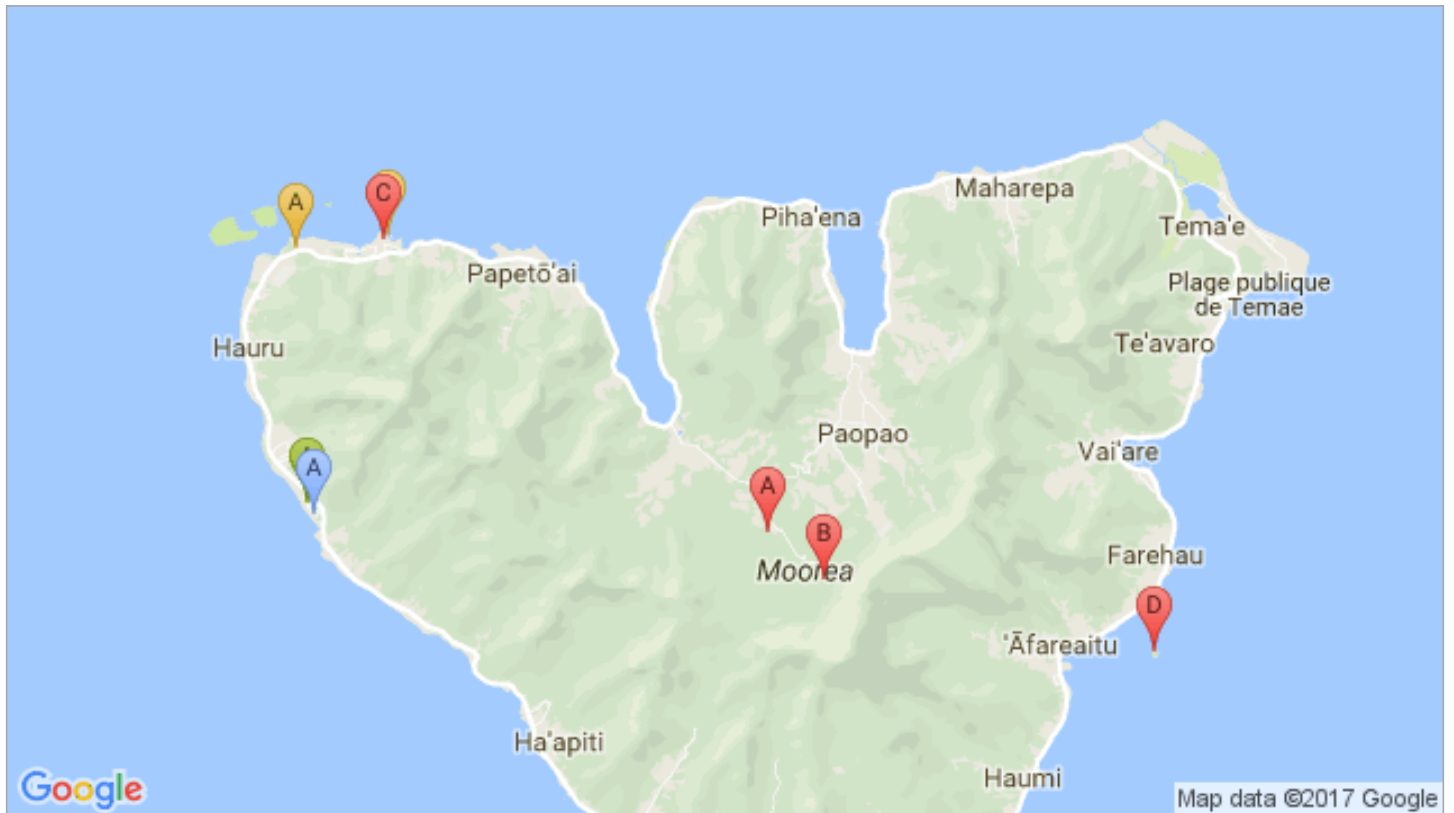 Maharepa
A
C
Piha'ena
Tema'e
Papetō'ai
Plage publique
de Temae
Hauru
Te'avaro
Paopao
Vai'are
A
A
B
Farehau
Moorea
D
'Āfareaitu
Ha'apiti
Haumi
Google
Map data ©2017 Google